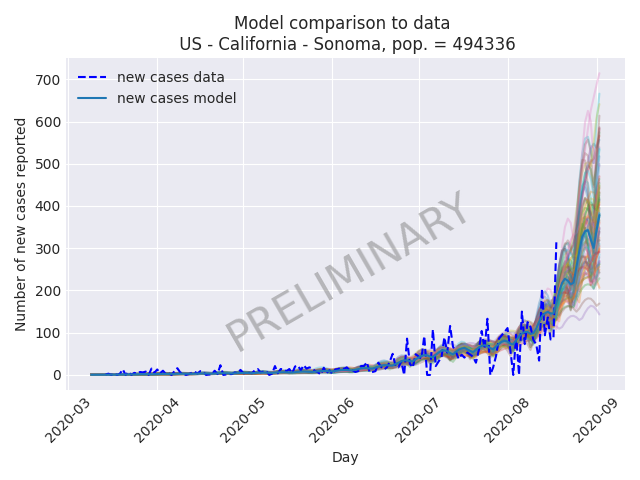 Model comparison to data
US - California - Sonoma, pop. = 494336
new cases data
new cases model
Number of new cases reported
700
600
500
400
300
200
100
0
PRELIMINARY
2020-03
2020-04
2020-05
2020-06
2020-07
2020-08
2020-09
Day